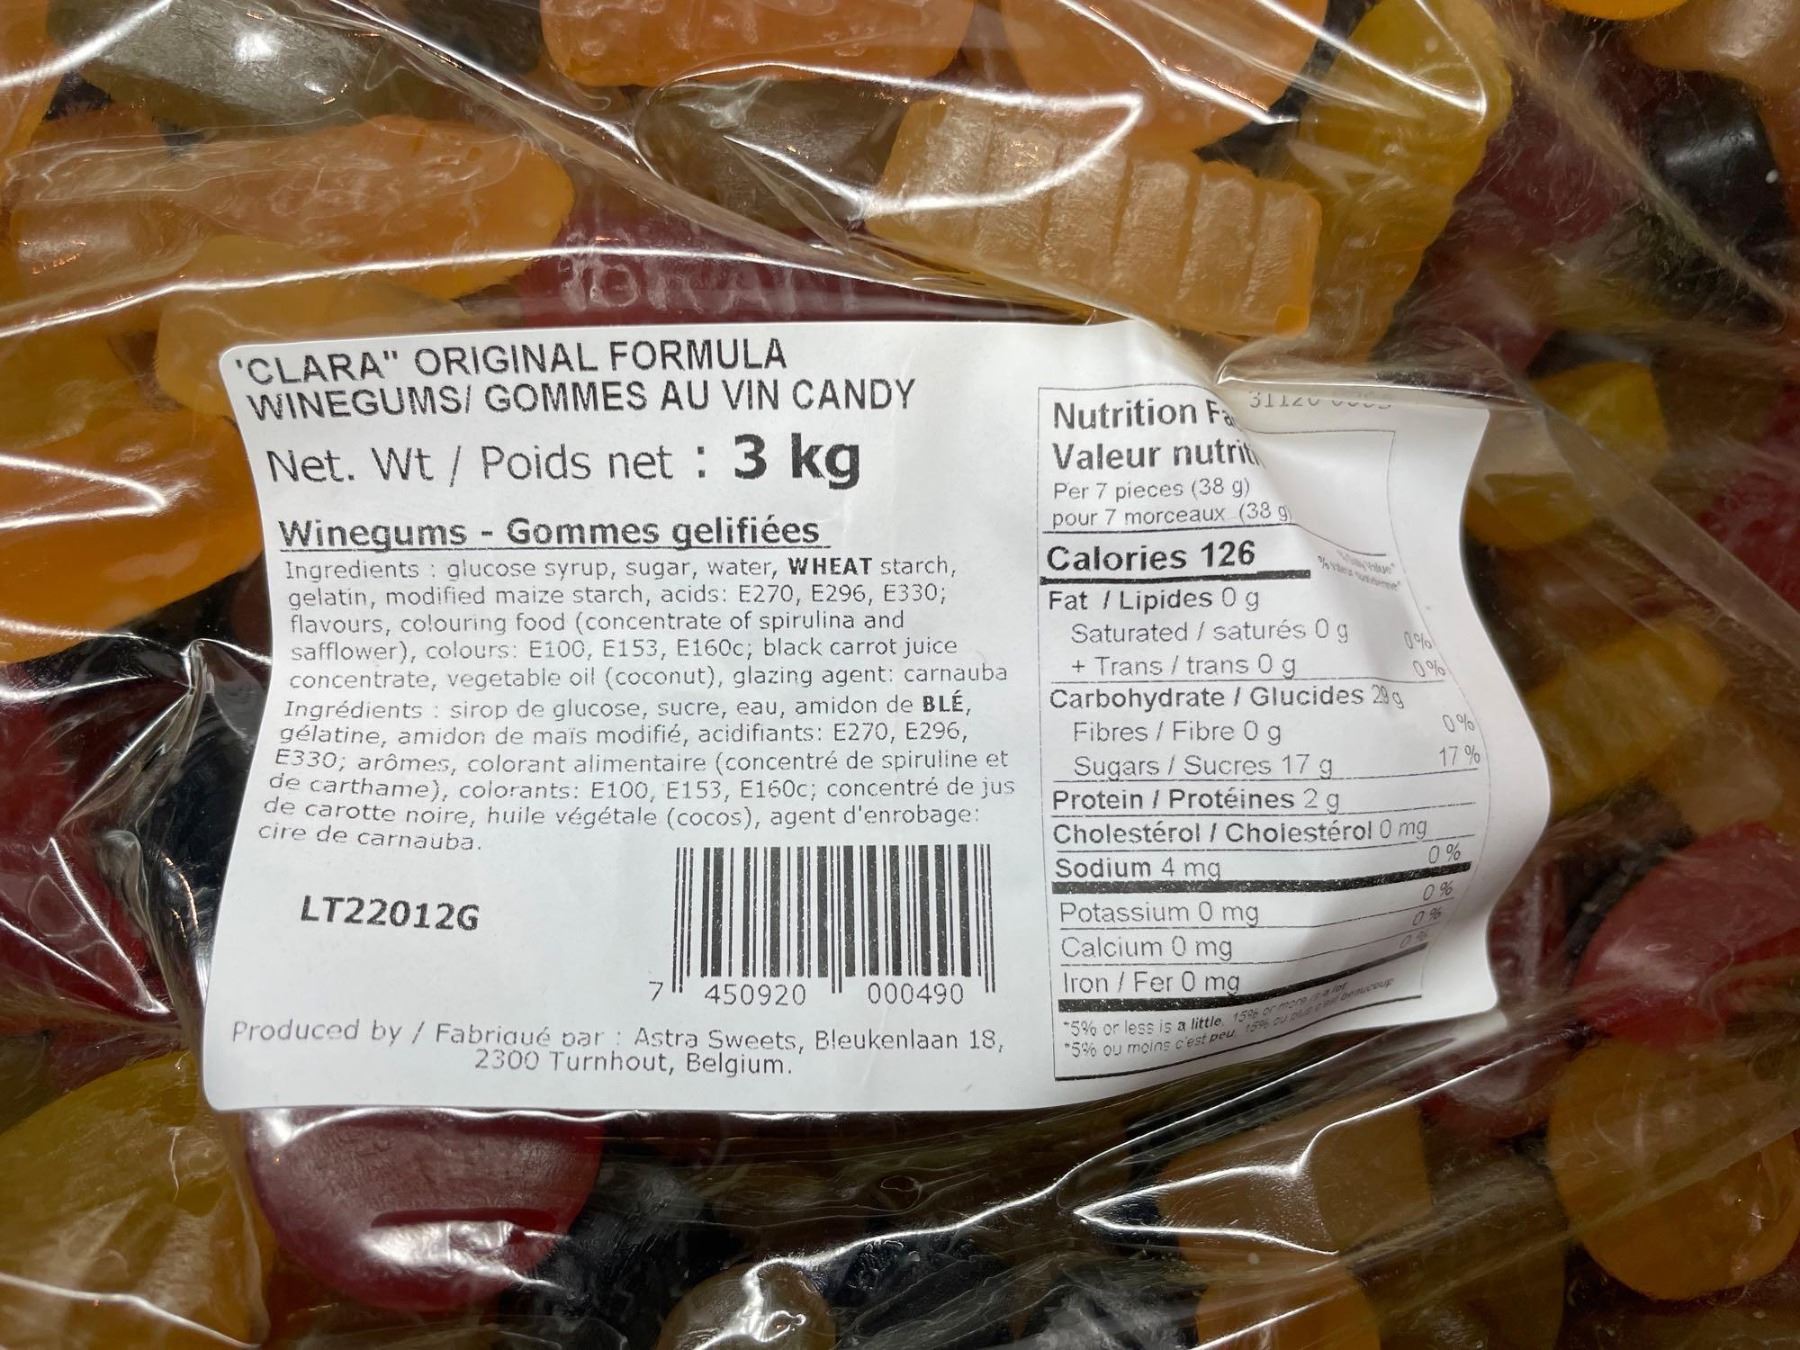 'CLARA" ORIGINAL FORMULA
WINEGUMS/ GOMMES AU VIN CANDY
Net. Wt / Poids net : 3 kg
Winegums - Gommes gelifiées
Ingredients : glucose syrup, sugar, water, WHEAT starch,
gelatin, modified maize starch, acids: E270, E296, E330;
flavours, colouring food (concentrate of spirulina and
safflower), colours: E100, E153, E160c; black carrot juice
concentrate, vegetable oil (coconut), glazing agent: carnauba
Ingrédients : sirop de glucose, sucre, eau, amidon de BLÉ,
gélatine, amidon de maïs modifié, acidifiants: E270, E296,
E330; arômes, colorant alimentaire (concentré de spiruline et
de carthame), colorants: E100, E153, E160c; concentré de jus
de carotte noire, huile végétale (cocos), agent d'enrobage:
cire de carnauba.
LT22012G
7 450920 000490
Produced by / Fabriqué par : Astra Sweets, Bleukenlaan 18,
2300 Turnhout, Belgium.
31120
Nutrition
Valeur
Per 7 pieces (38 g)
pour 7 morceaux (38 g)
Calories 126
Fat / Lipides 0 g
Saturated / saturés 0 g 0%
+ Trans / trans 0 g 0%
Carbohydrate / Glucides 29 g
Fibres / Fibre 0 g 0%
Sugars / Sucres 17 g 17 %
Protein / Protéines 2 g
Cholestérol / Cholestérol 0 mg
Sodium 4 mg 0 %
Potassium 0 mg 0 %
Calcium 0 mg 0 %
Iron / Fer 0 mg 0 %
*5% or less is a little, 15% or more is a lot
*5% ou moins c'est peu, 15% ou plus c'est beaucoup